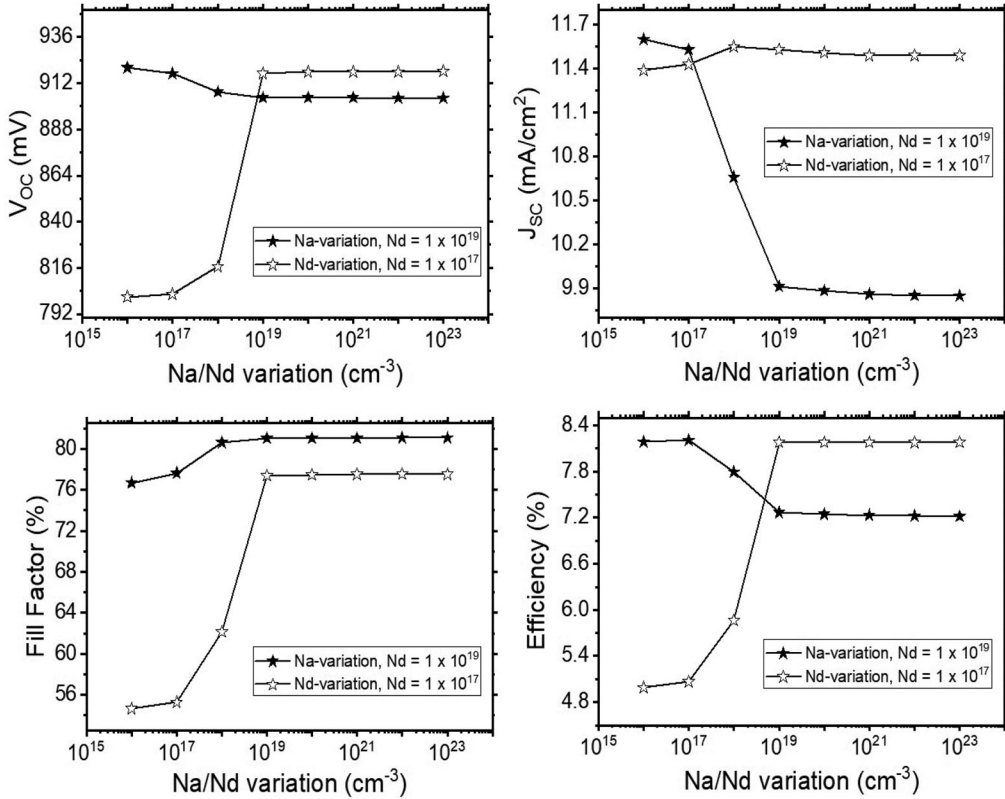 936
912
888
864
840
816
792
V_OC (mV)
Na-variation, Nd = 1 x 10^19
Nd-variation, Nd = 1 x 10^17
10^15 10^17 10^19 10^21 10^23
Na/Nd variation (cm^-3)
11.7
11.4
11.1
10.8
10.5
10.2
9.9
J_SC (mA/cm^2)
Na-variation, Nd = 1 x 10^19
Nd-variation, Nd = 1 x 10^17
10^15 10^17 10^19 10^21 10^23
Na/Nd variation (cm^-3)
80
76
72
68
64
60
56
Fill Factor (%)
Na-variation, Nd = 1 x 10^19
Nd-variation, Nd = 1 x 10^17
10^15 10^17 10^19 10^21 10^23
Na/Nd variation (cm^-3)
8.4
7.8
7.2
6.6
6.0
5.4
4.8
Efficiency (%)
Na-variation, Nd = 1 x 10^19
Nd-variation, Nd = 1 x 10^17
10^15 10^17 10^19 10^21 10^23
Na/Nd variation (cm^-3)